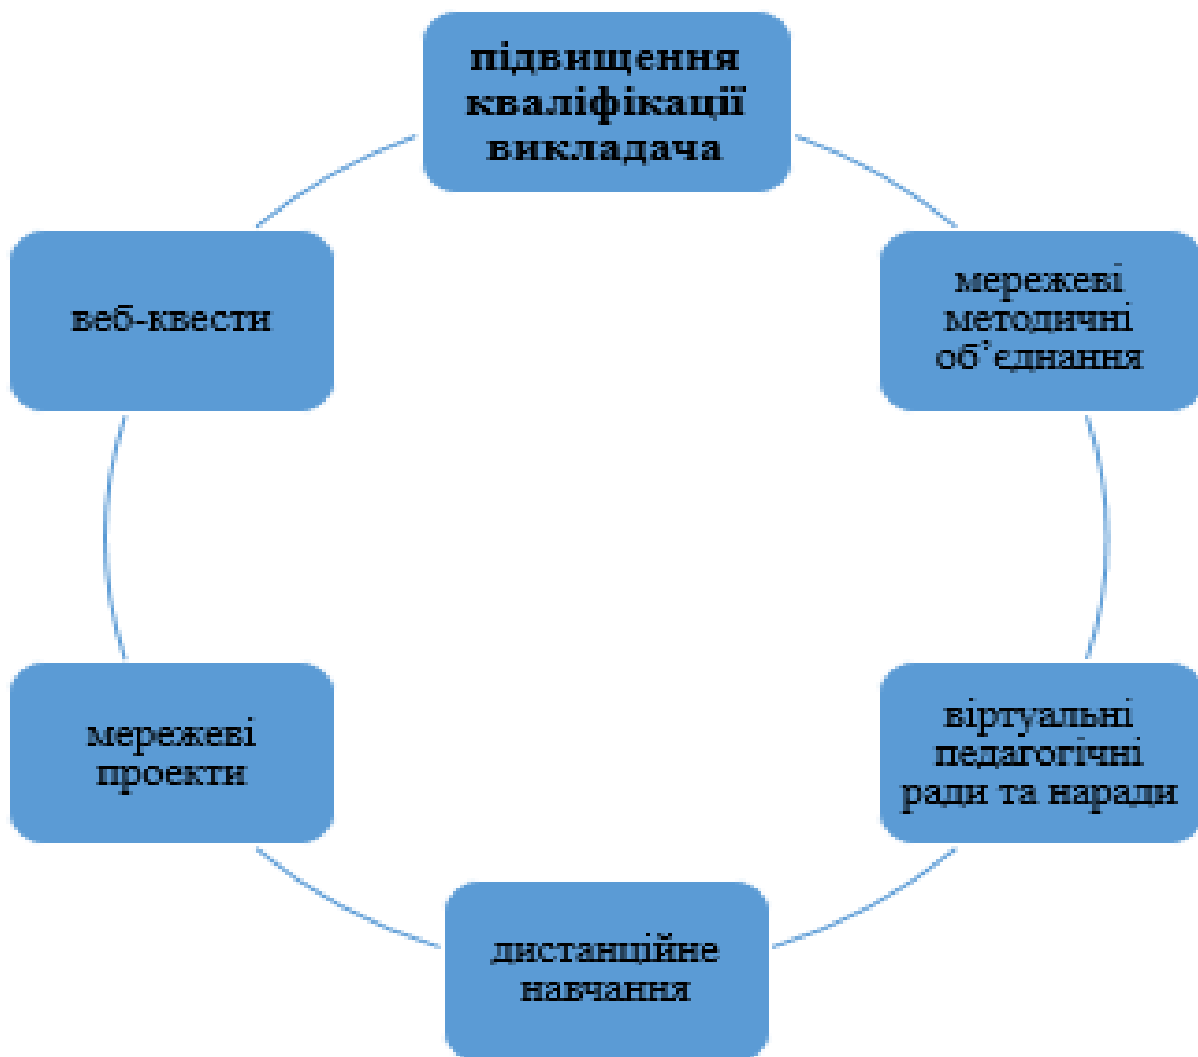 підвищення
кваліфікації
викладача
мережеві
методичні
об’єднання
віртуальні
педагогічні
ради та наради
дистанційне
навчання
мережеві
проекти
веб-квести